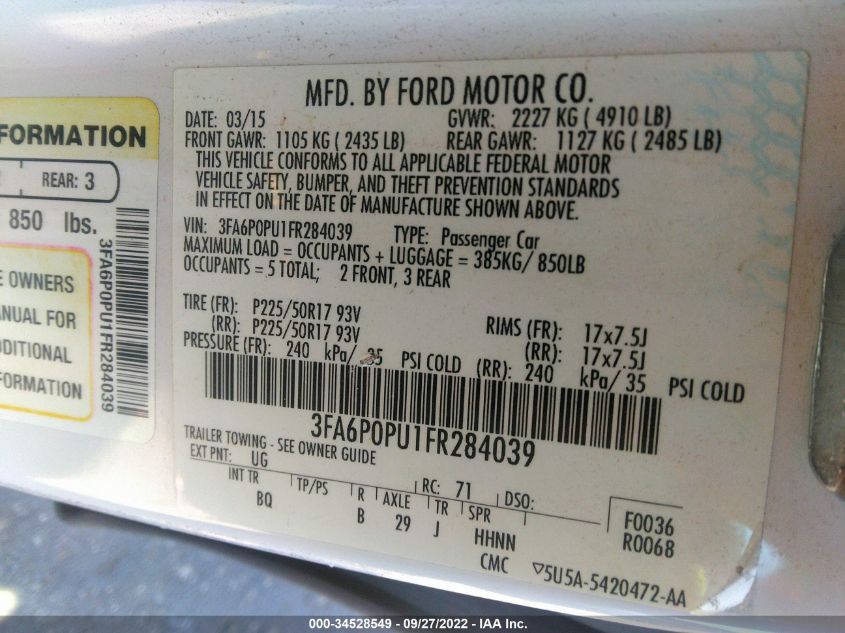 FORMATION
REAR: 3
850 lbs.
3FA6P0PU1FR284039
E OWNERS
ANUAL FOR
DDITIONAL
FORMATION
MFD. BY FORD MOTOR CO.
DATE: 03/15 GVWR: 2227 KG ( 4910 LB)
FRONT GAWR: 1105 KG ( 2435 LB) REAR GAWR: 1127 KG ( 2485 LB)
THIS VEHICLE CONFORMS TO ALL APPLICABLE FEDERAL MOTOR
VEHICLE SAFETY, BUMPER, AND THEFT PREVENTION STANDARDS
IN EFFECT ON THE DATE OF MANUFACTURE SHOWN ABOVE.
VIN: 3FA6P0PU1FR284039 TYPE: Passenger Car
MAXIMUM LOAD = OCCUPANTS + LUGGAGE = 385KG/ 850LB
OCCUPANTS = 5 TOTAL; 2 FRONT, 3 REAR
TIRE (FR): P225/50R17 93V RIMS (FR): 17x7.5J
(RR): P225/50R17 93V (RR): 17x7.5J
PRESSURE (FR): 240 kPa/ 35 PSI COLD (RR): 240 kPa/ 35 PSI COLD
3FA6P0PU1FR284039
TRAILER TOWING - SEE OWNER GUIDE
EXT PNT: UG RC: 71 DSO:
INT TR TP/PS R AXLE TR SPR
BQ B 29 J HHNN
CMC
F0036
R0068
▽5U5A-5420472-AA
000-34528549 - 09/27/2022 - IAA Inc.